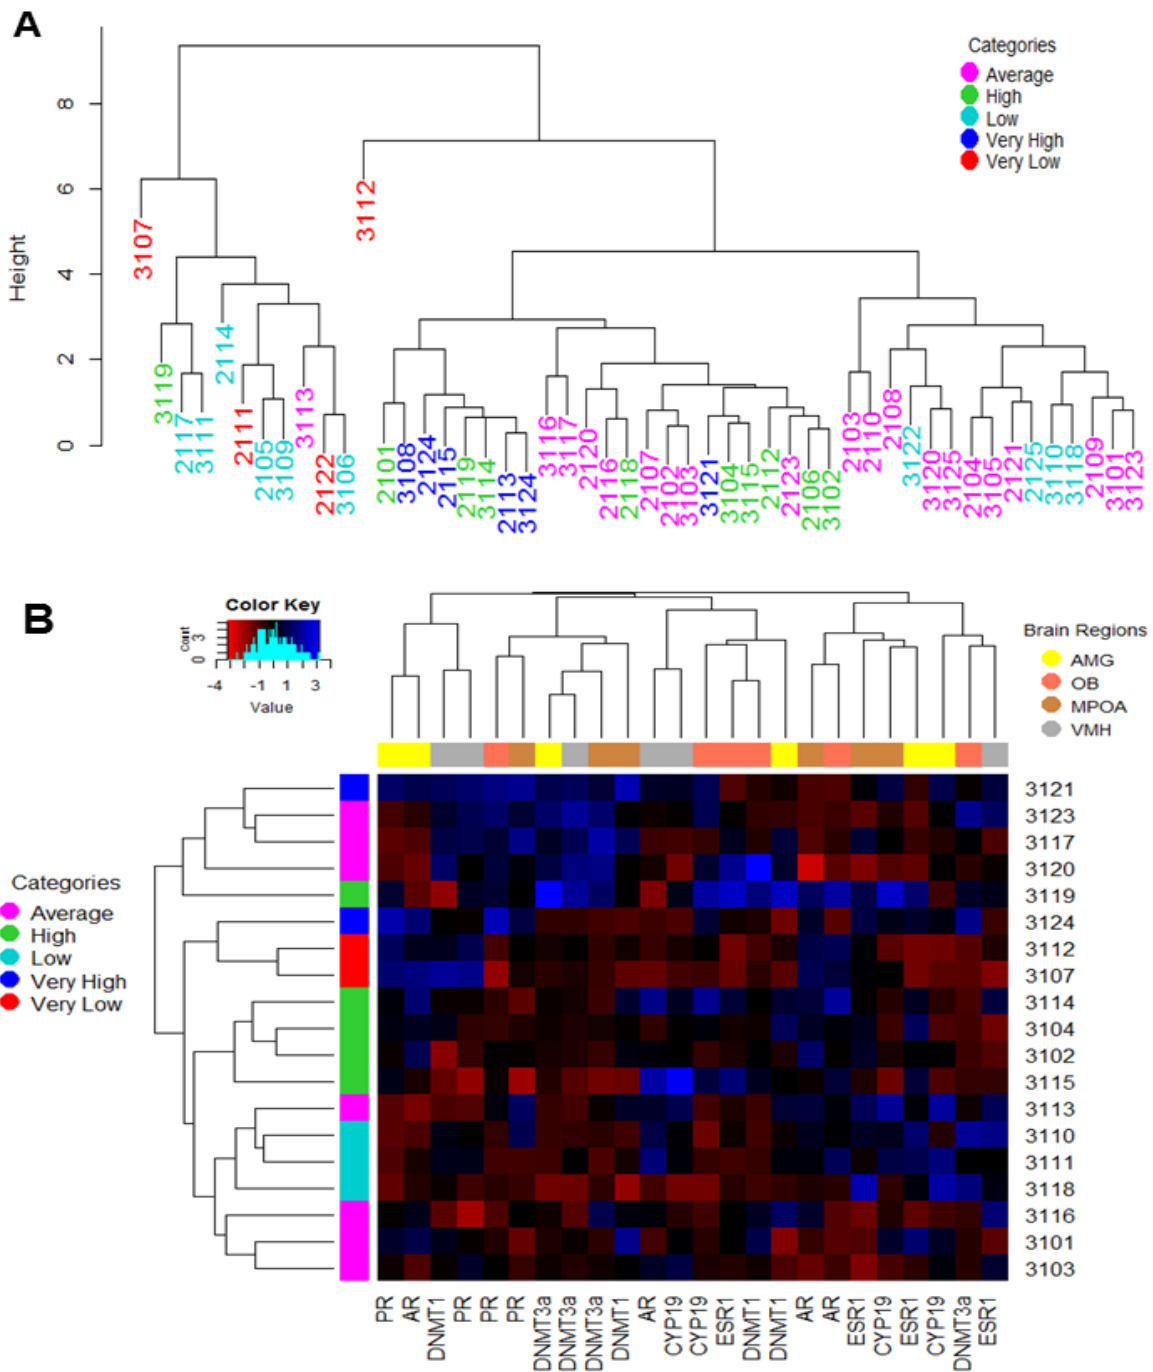 A
Categories
Average
High
Low
Very High
Very Low
Height
8
6
4
2
0
3107
3119
2117
3111
2114
2111
2105
3109
3113
2122
3106
3112
2101
3108
2124
2115
2119
3114
2113
3124
3116
3117
2120
2116
2118
2107
2102
3103
3121
3104
3115
2112
2123
2106
3102
2103
2110
2108
3122
3120
3125
2104
3105
2121
2125
3110
3118
2109
3101
3123
B
Color Key
Count
0 3
-4 -1 1 3
Value
Brain Regions
AMG
OB
MPOA
VMH
Categories
Average
High
Low
Very High
Very Low
3121
3123
3117
3120
3119
3124
3112
3107
3114
3104
3102
3115
3113
3110
3111
3118
3116
3101
3103
PR
AR
DNMT1
PR
PR
PR
DNMT3a
DNMT3a
DNMT3a
DNMT1
AR
CYP19
CYP19
ESR1
DNMT1
DNMT1
AR
AR
ESR1
CYP19
ESR1
CYP19
DNMT3a
ESR1